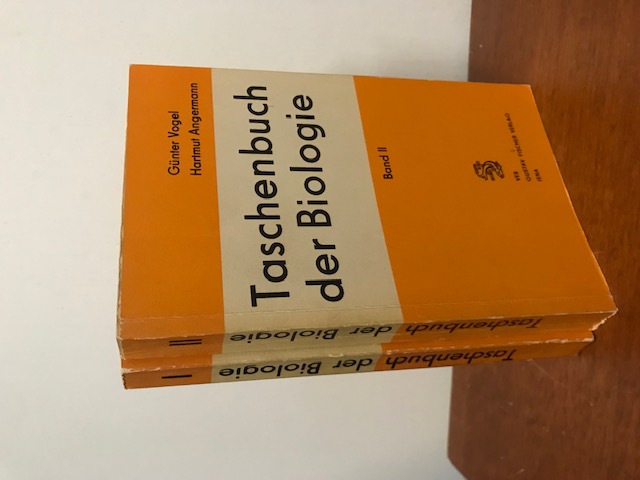 Günter Vogel
Hartmut Angermann
Taschenbuch
der Biologie
Band II
VEB
GUSTAV FISCHER VERLAG
JENA
Taschenbuch der Biologie II
Taschenbuch der Biologie I